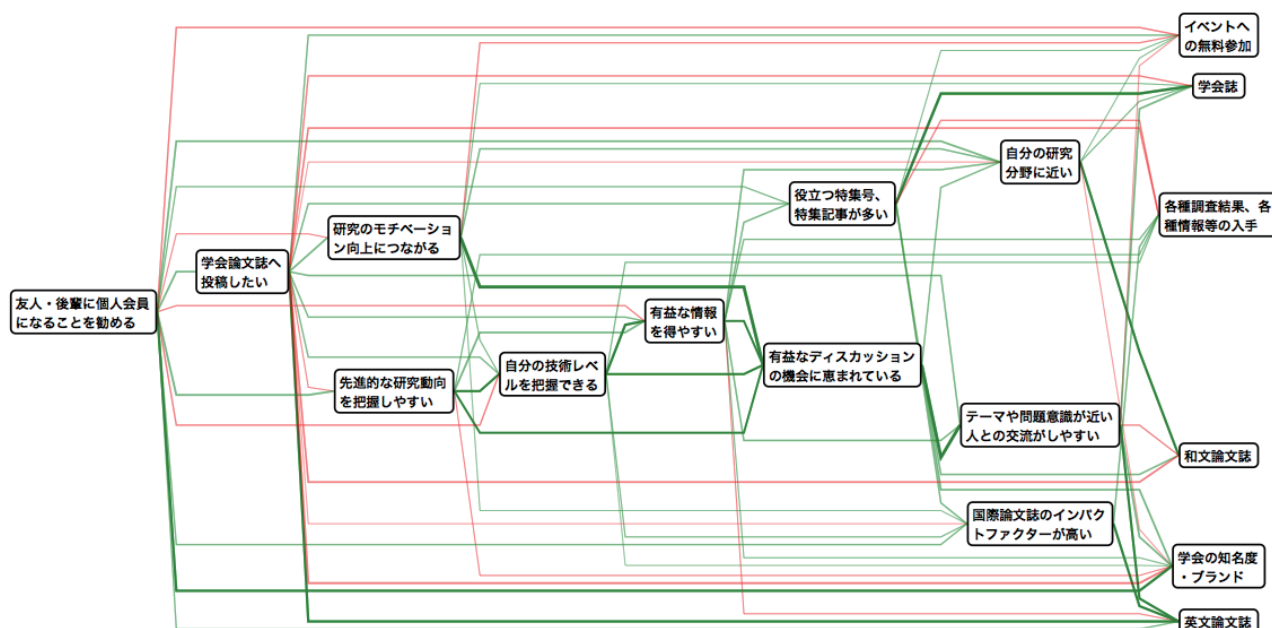 イベントへ
の無料参加
学会誌
自分の研究
分野に近い
役立つ特集号、
特集記事が多い
各種調査結果、各
種情報等の入手
研究のモチベーショ
ン向上につながる
学会論文誌へ
投稿したい
友人・後輩に個人会員
になることを勧める
有益な情報
を得やすい
有益なディスカッション
の機会に恵まれている
自分の技術レベ
ルを把握できる
先進的な研究動向
を把握しやすい
テーマや問題意識が近い
人との交流がしやすい
和文論文誌
国際論文誌のインパク
トファクターが高い
学会の知名度
・ブランド
英文論文誌